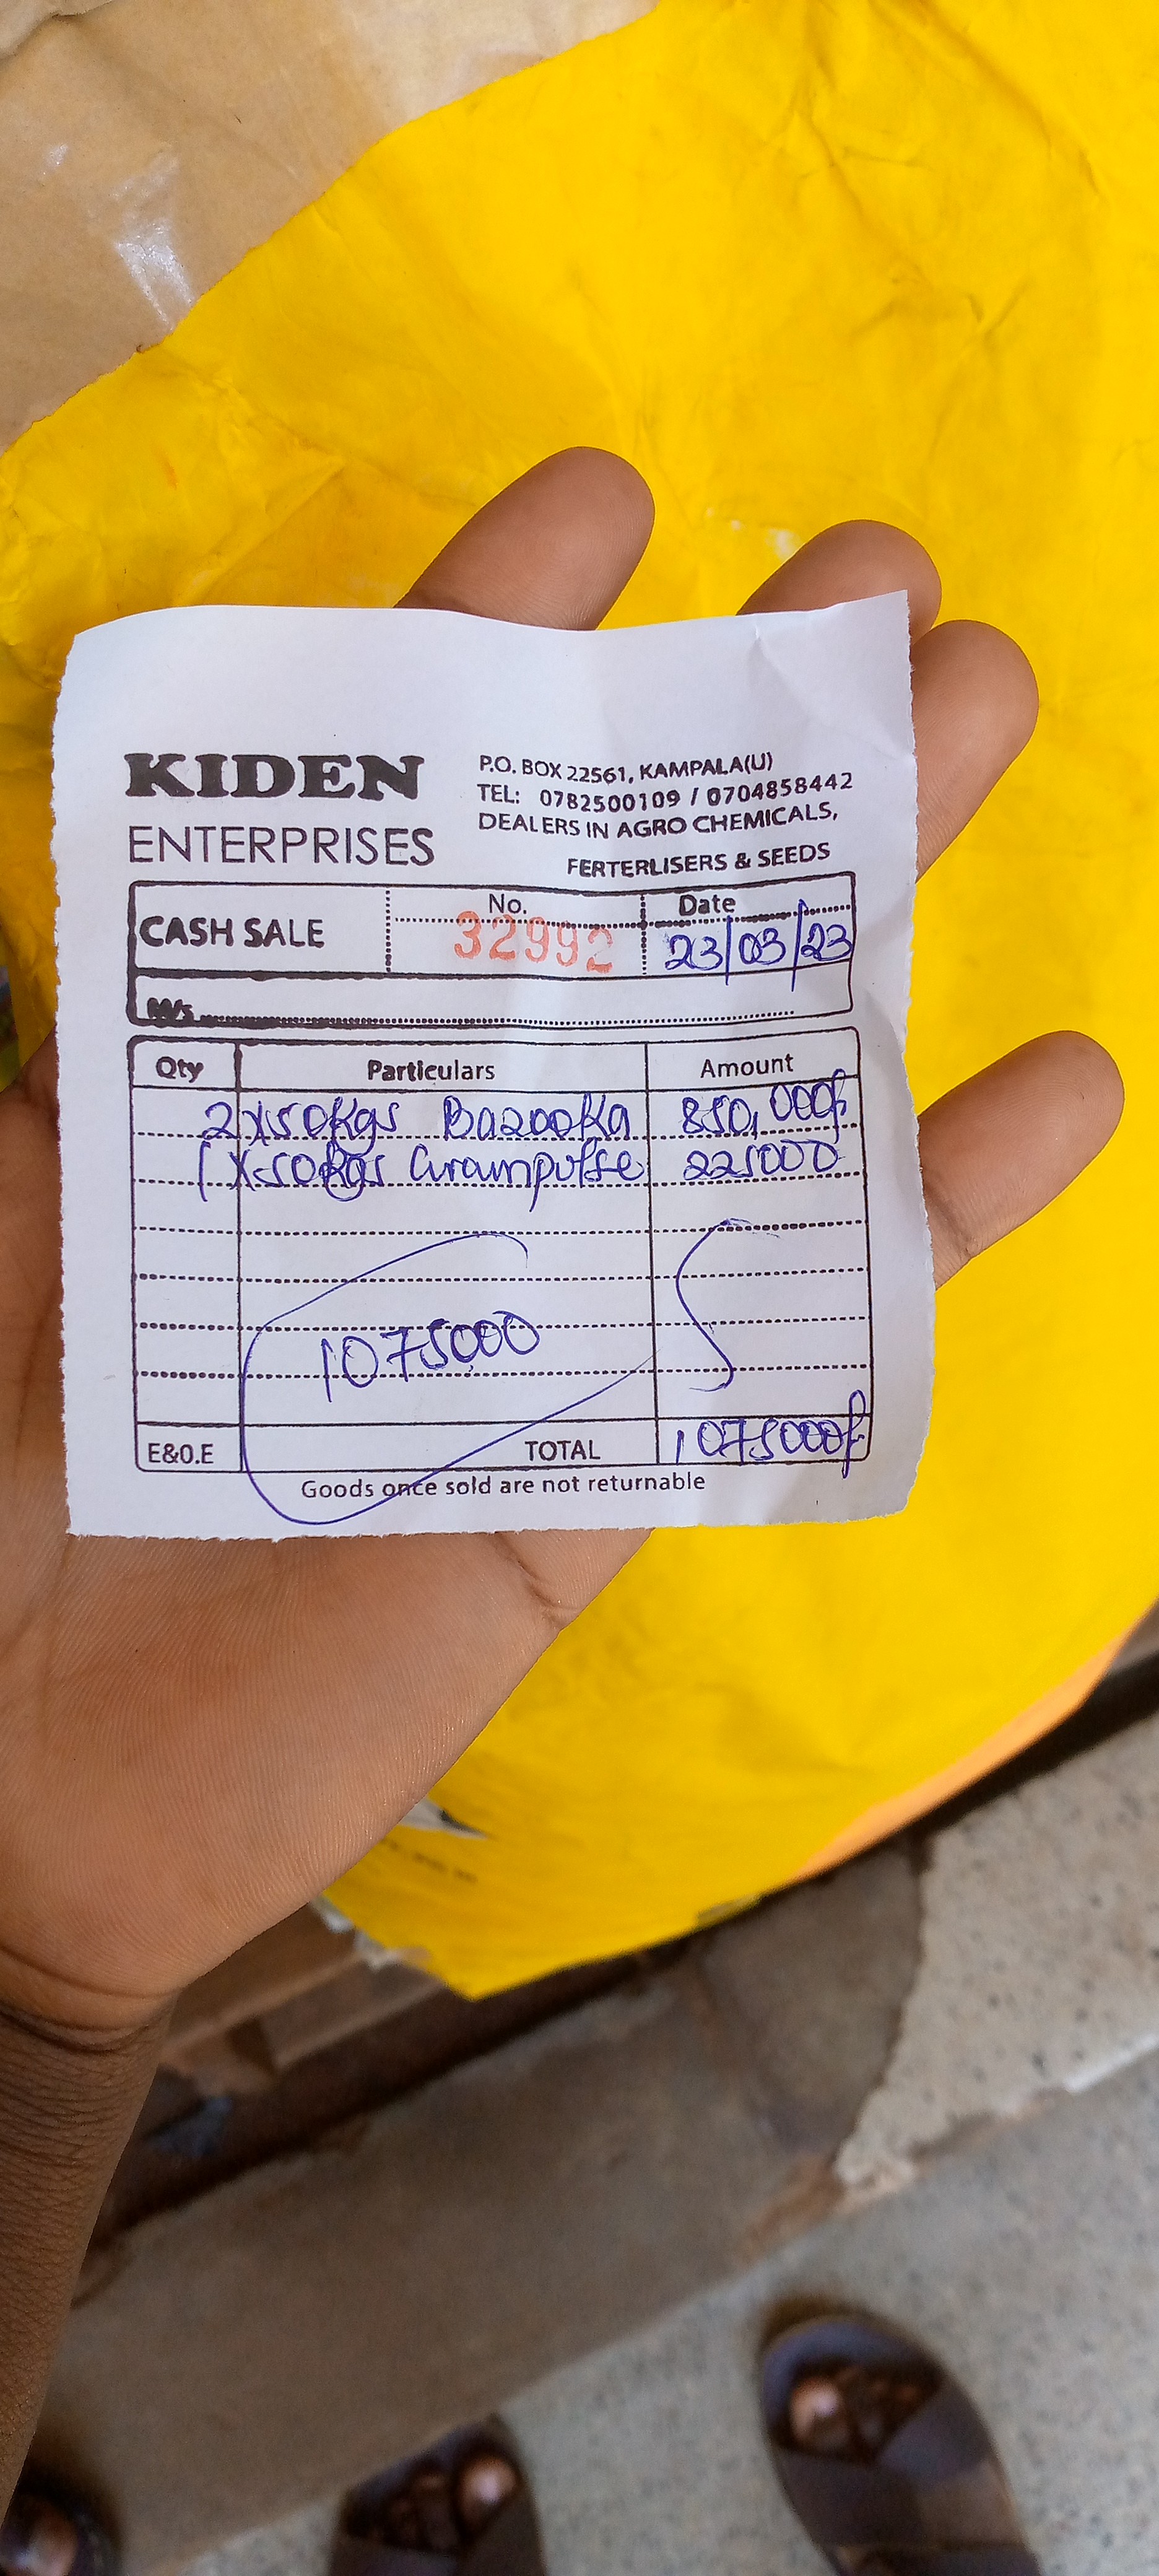 KIDEN
ENTERPRISES
P.O. BOX 22561, KAMPALA(U)
TEL: 0782500109 / 0704858442
DEALERS IN AGRO CHEMICALS,
FERTERLISERS & SEEDS
CASH SALE
No.
32992
Date
23/03/23
M/s
Qty Particulars Amount
2x50Kgs Bazooka 850,000/=
1x50Kgs Grainpulse 225000
1075000
E&O.E TOTAL 1075000/=
Goods once sold are not returnable